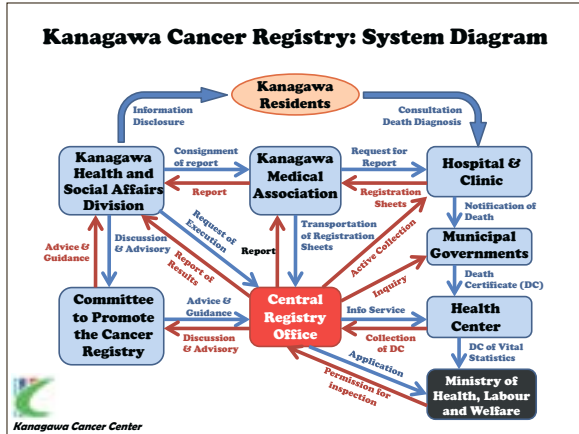 Kanagawa Cancer Registry: System Diagram
Kanagawa
Residents
Information
Disclosure
Consultation
Death Diagnosis
Kanagawa
Health and
Social Affairs
Division
Consignment
of report
Report
Kanagawa
Medical
Association
Request for
Report
Registration
Sheets
Hospital &
Clinic
Notification of
Death
Advice &
Guidance
Discussion
& Advisory
Request of
Execution
Report of
Results
Report
Transportation
of Registration
Sheets
Active Collection
Inquiry
Municipal
Governments
Death
Certificate (DC)
Committee
to Promote
the Cancer
Registry
Advice &
Guidance
Discussion
& Advisory
Central
Registry
Office
Info Service
Collection
of DC
Health
Center
DC of Vital
Statistics
Application
Permission for
inspection
Ministry of
Health, Labour
and Welfare
Kanagawa Cancer Center